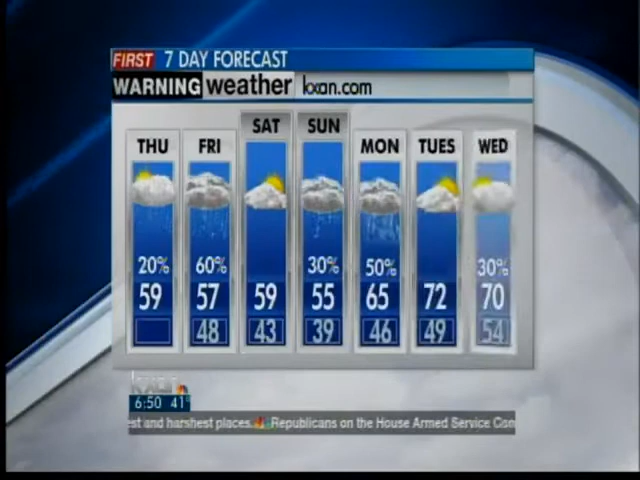 FIRST 7 DAY FORECAST
WARNING weather kxan.com
THU FRI SAT SUN MON TUES WED
20% 60% 30% 50% 30%
59 57 59 55 65 72 70
48 43 39 46 49 54
6:50 41°
est and harshest places. Republicans on the House Armed Service Com